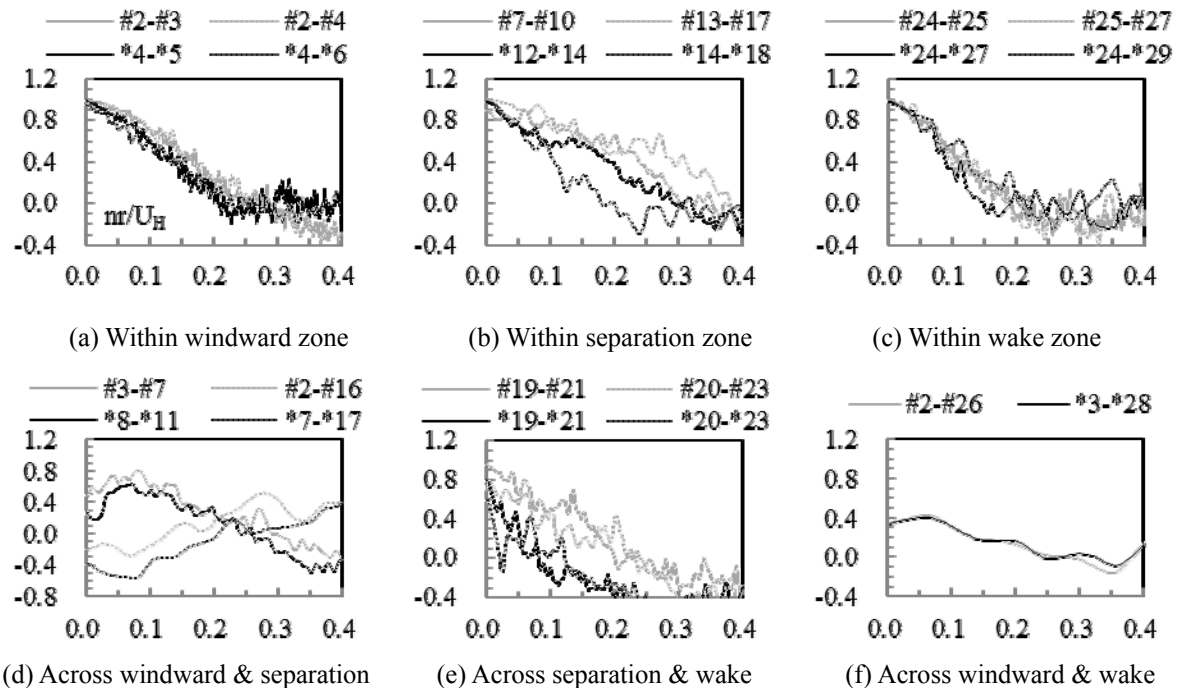 #2-#3 #2-#4 #7-#10 #13-#17 #24-#25 #25-#27
*4-*5 *4-*6 *12-*14 *14-*18 *24-*27 *24-*29
1.2 1.2 1.2
0.8 0.8 0.8
0.4 0.4 0.4
0.0 0.0 0.0
nr/U_H
-0.4 -0.4 -0.4
0.0 0.1 0.2 0.3 0.4 0.0 0.1 0.2 0.3 0.4 0.0 0.1 0.2 0.3 0.4
(a) Within windward zone (b) Within separation zone (c) Within wake zone
#3-#7 #2-#16 #19-#21 #20-#23 #2-#26 *3-*28
*8-*11 *7-*17 *19-*21 *20-*23
1.2 1.2 1.2
0.8 0.8 0.8
0.4 0.4 0.4
0.0 0.0 0.0
-0.4
-0.8 -0.4 -0.4
0.0 0.1 0.2 0.3 0.4 0.0 0.1 0.2 0.3 0.4 0.0 0.1 0.2 0.3 0.4
(d) Across windward & separation (e) Across separation & wake (f) Across windward & wake